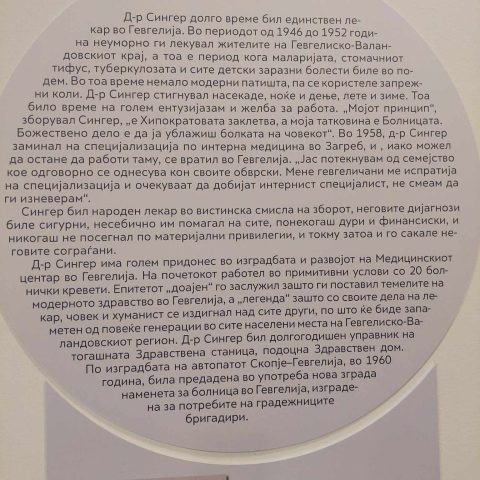 Д-р Сингер долго време бил единствен ле-
кар во Гевгелија. Во периодот од 1946 до 1952 годи-
на неуморно ги лекувал жителите на Гевгелиско-Валан-
довскиот крај, а тоа е период кога маларијата, стомачниот
тифус, туберкулозата и сите детски заразни болести биле во по-
дем. Во тоа време немало модерни патишта, па се користеле запреж-
ни коли. Д-р Сингер стигнувал насекаде, ноќе и дење, лете и зиме. Тоа
било време на голем ентузијазам и желба за работа. „Мојот принцип“,
зборувал Сингер, „е Хипократовата заклетва, а моја татковина е Болницата.
Божествено дело е да ја ублажиш болката на човекот“. Во 1958, д-р Сингер
заминал на специјализација по интерна медицина во Загреб, и , иако можел
да остане да работи таму, се вратил во Гевгелија. „Јас потекнувам од семејство
кое одговорно се однесува кон своите обврски. Мене гевгеличани ме испратија
на специјализација и очекуваат да добијат интернист специјалист, не смеам да
ги изневерам“.
Сингер бил народен лекар во вистинска смисла на зборот, неговите дијагнози
биле сигурни, несебично им помагал на сите, понекогаш дури и финансиски, и
никогаш не посегнал по материјални привилегии, и токму затоа и го сакале не-
говите сограѓани.
Д-р Сингер има голем придонес во изградбата и развојот на Медицинскиот
центар во Гевгелија. На почетокот работел во примитивни услови со 20 бол-
нички кревети. Епитетот „доајен“ го заслужил зашто ги поставил темелите на
модерното здравство во Гевгелија, а „легенда“ зашто со своите дела на ле-
кар, човек и хуманист се издигнал над сите други, по што ќе биде запа-
метен од повеќе генерации во сите населени места на Гевгелиско-Ва-
ландовскиот регион. Д-р Сингер бил долгогодишен управник на
тогашната Здравствена станица, подоцна Здравствен дом.
По изградбата на автопатот Скопје–Гевгелија, во 1960
година, била предадена во употреба нова зграда
наменета за болница во Гевгелија, изграде-
на за потребите на градежниците
бригадири.